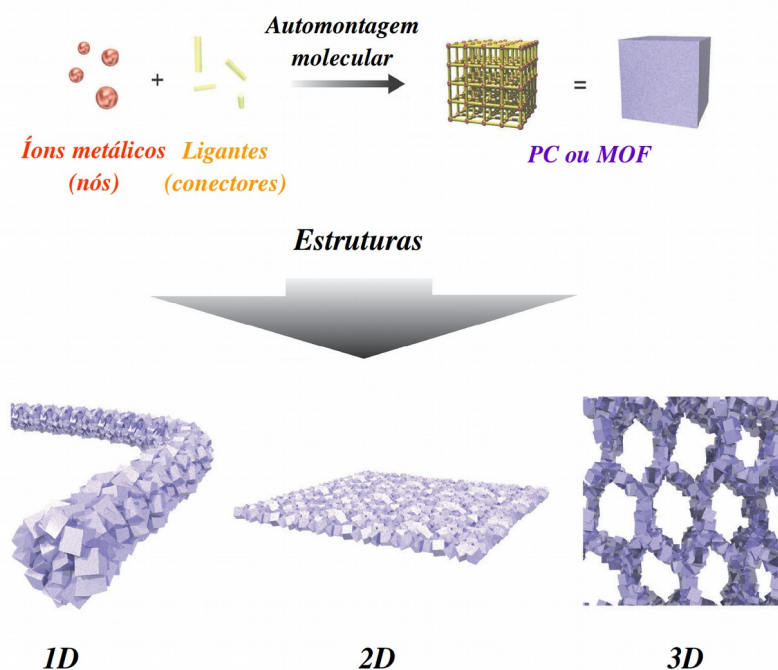 Automontagem
molecular
+
=
Íons metálicos
(nós)
Ligantes
(conectores)
PC ou MOF
Estruturas
1D
2D
3D